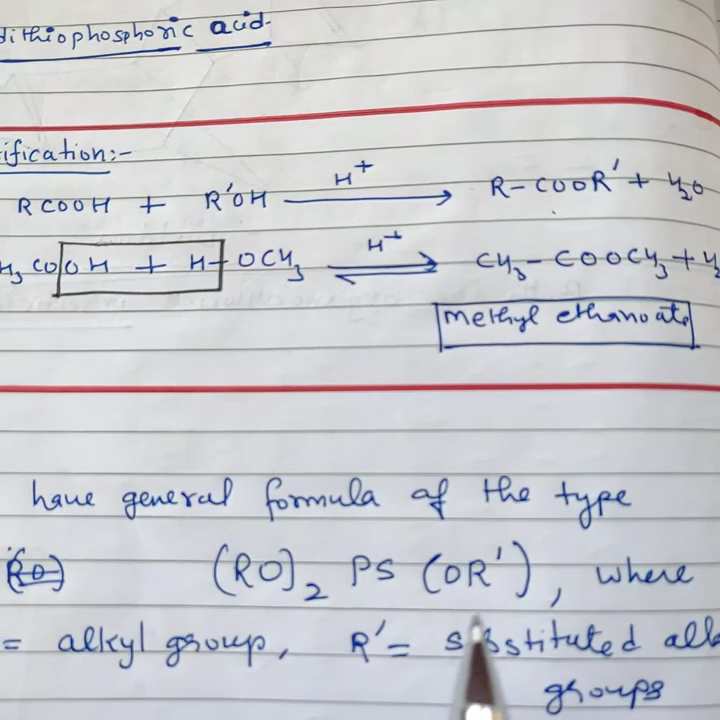 dithiophosphoric acid.
ification:-
RCOOH + R'OH —H⁺→ R-COOR' + H₂O
H₃COOH + H-OCH₃ ⇌H⁺ CH₃-COOCH₃ + H₂
Methyl ethanoate
have general formula of the type
(RO)₂ PS (OR'), where
= alkyl group, R' = substituted alk
groups